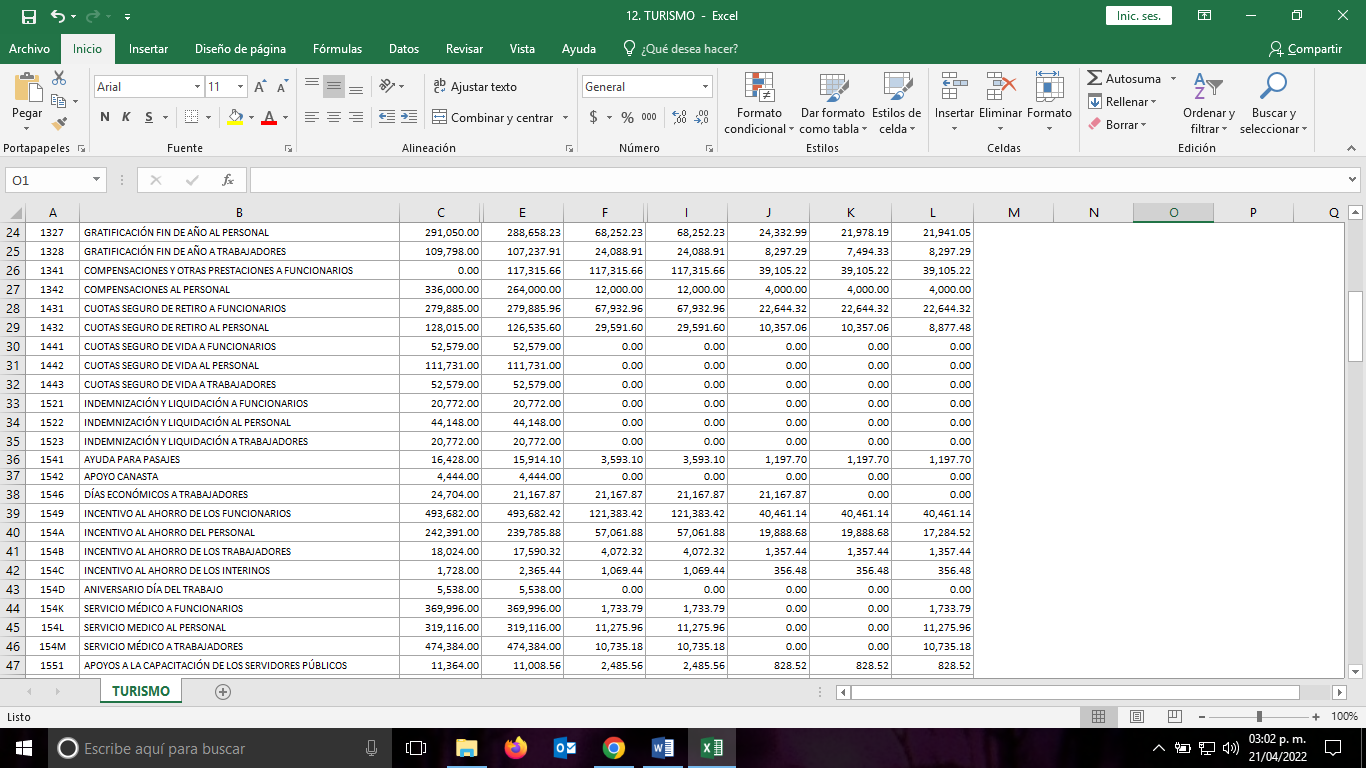 12. TURISMO - Excel
Inic. ses.
Archivo Inicio Insertar Diseño de página Fórmulas Datos Revisar Vista Ayuda ¿Qué desea hacer? Compartir
Arial 11 Ajustar texto General Autosuma
Pegar Formato condicional Dar formato como tabla Estilos de celda Insertar Eliminar Formato Rellenar Ordenar y filtrar Buscar y seleccionar
N K S Combinar y centrar $ % 000 Borrar
Portapapeles Fuente Alineación Número Estilos Celdas Edición
O1 fx
A B C E F I J K L M N O P Q
24 1327 GRATIFICACIÓN FIN DE AÑO AL PERSONAL 291,050.00 288,658.23 68,252.23 68,252.23 24,332.99 21,978.19 21,941.05
25 1328 GRATIFICACIÓN FIN DE AÑO A TRABAJADORES 109,798.00 107,237.91 24,088.91 24,088.91 8,297.29 7,494.33 8,297.29
26 1341 COMPENSACIONES Y OTRAS PRESTACIONES A FUNCIONARIOS 0.00 117,315.66 117,315.66 117,315.66 39,105.22 39,105.22 39,105.22
27 1342 COMPENSACIONES AL PERSONAL 336,000.00 264,000.00 12,000.00 12,000.00 4,000.00 4,000.00 4,000.00
28 1431 CUOTAS SEGURO DE RETIRO A FUNCIONARIOS 279,885.00 279,885.96 67,932.96 67,932.96 22,644.32 22,644.32 22,644.32
29 1432 CUOTAS SEGURO DE RETIRO AL PERSONAL 128,015.00 126,535.60 29,591.60 29,591.60 10,357.06 10,357.06 8,877.48
30 1441 CUOTAS SEGURO DE VIDA A FUNCIONARIOS 52,579.00 52,579.00 0.00 0.00 0.00 0.00 0.00
31 1442 CUOTAS SEGURO DE VIDA AL PERSONAL 111,731.00 111,731.00 0.00 0.00 0.00 0.00 0.00
32 1443 CUOTAS SEGURO DE VIDA A TRABAJADORES 52,579.00 52,579.00 0.00 0.00 0.00 0.00 0.00
33 1521 INDEMNIZACIÓN Y LIQUIDACIÓN A FUNCIONARIOS 20,772.00 20,772.00 0.00 0.00 0.00 0.00 0.00
34 1522 INDEMNIZACIÓN Y LIQUIDACIÓN AL PERSONAL 44,148.00 44,148.00 0.00 0.00 0.00 0.00 0.00
35 1523 INDEMNIZACIÓN Y LIQUIDACIÓN A TRABAJADORES 20,772.00 20,772.00 0.00 0.00 0.00 0.00 0.00
36 1541 AYUDA PARA PASAJES 16,428.00 15,914.10 3,593.10 3,593.10 1,197.70 1,197.70 1,197.70
37 1542 APOYO CANASTA 4,444.00 4,444.00 0.00 0.00 0.00 0.00 0.00
38 1546 DÍAS ECONÓMICOS A TRABAJADORES 24,704.00 21,167.87 21,167.87 21,167.87 21,167.87 0.00 0.00
39 1549 INCENTIVO AL AHORRO DE LOS FUNCIONARIOS 493,682.00 493,682.42 121,383.42 121,383.42 40,461.14 40,461.14 40,461.14
40 154A INCENTIVO AL AHORRO DEL PERSONAL 242,391.00 239,785.88 57,061.88 57,061.88 19,888.68 19,888.68 17,284.52
41 154B INCENTIVO AL AHORRO DE LOS TRABAJADORES 18,024.00 17,590.32 4,072.32 4,072.32 1,357.44 1,357.44 1,357.44
42 154C INCENTIVO AL AHORRO DE LOS INTERINOS 1,728.00 2,365.44 1,069.44 1,069.44 356.48 356.48 356.48
43 154D ANIVERSARIO DÍA DEL TRABAJO 5,538.00 5,538.00 0.00 0.00 0.00 0.00 0.00
44 154K SERVICIO MÉDICO A FUNCIONARIOS 369,996.00 369,996.00 1,733.79 1,733.79 0.00 0.00 1,733.79
45 154L SERVICIO MEDICO AL PERSONAL 319,116.00 319,116.00 11,275.96 11,275.96 0.00 0.00 11,275.96
46 154M SERVICIO MÉDICO A TRABAJADORES 474,384.00 474,384.00 10,735.18 10,735.18 0.00 0.00 10,735.18
47 1551 APOYOS A LA CAPACITACIÓN DE LOS SERVIDORES PÚBLICOS 11,364.00 11,008.56 2,485.56 2,485.56 828.52 828.52 828.52
TURISMO
Listo 100%
Escribe aquí para buscar
03:02 p. m.
21/04/2022